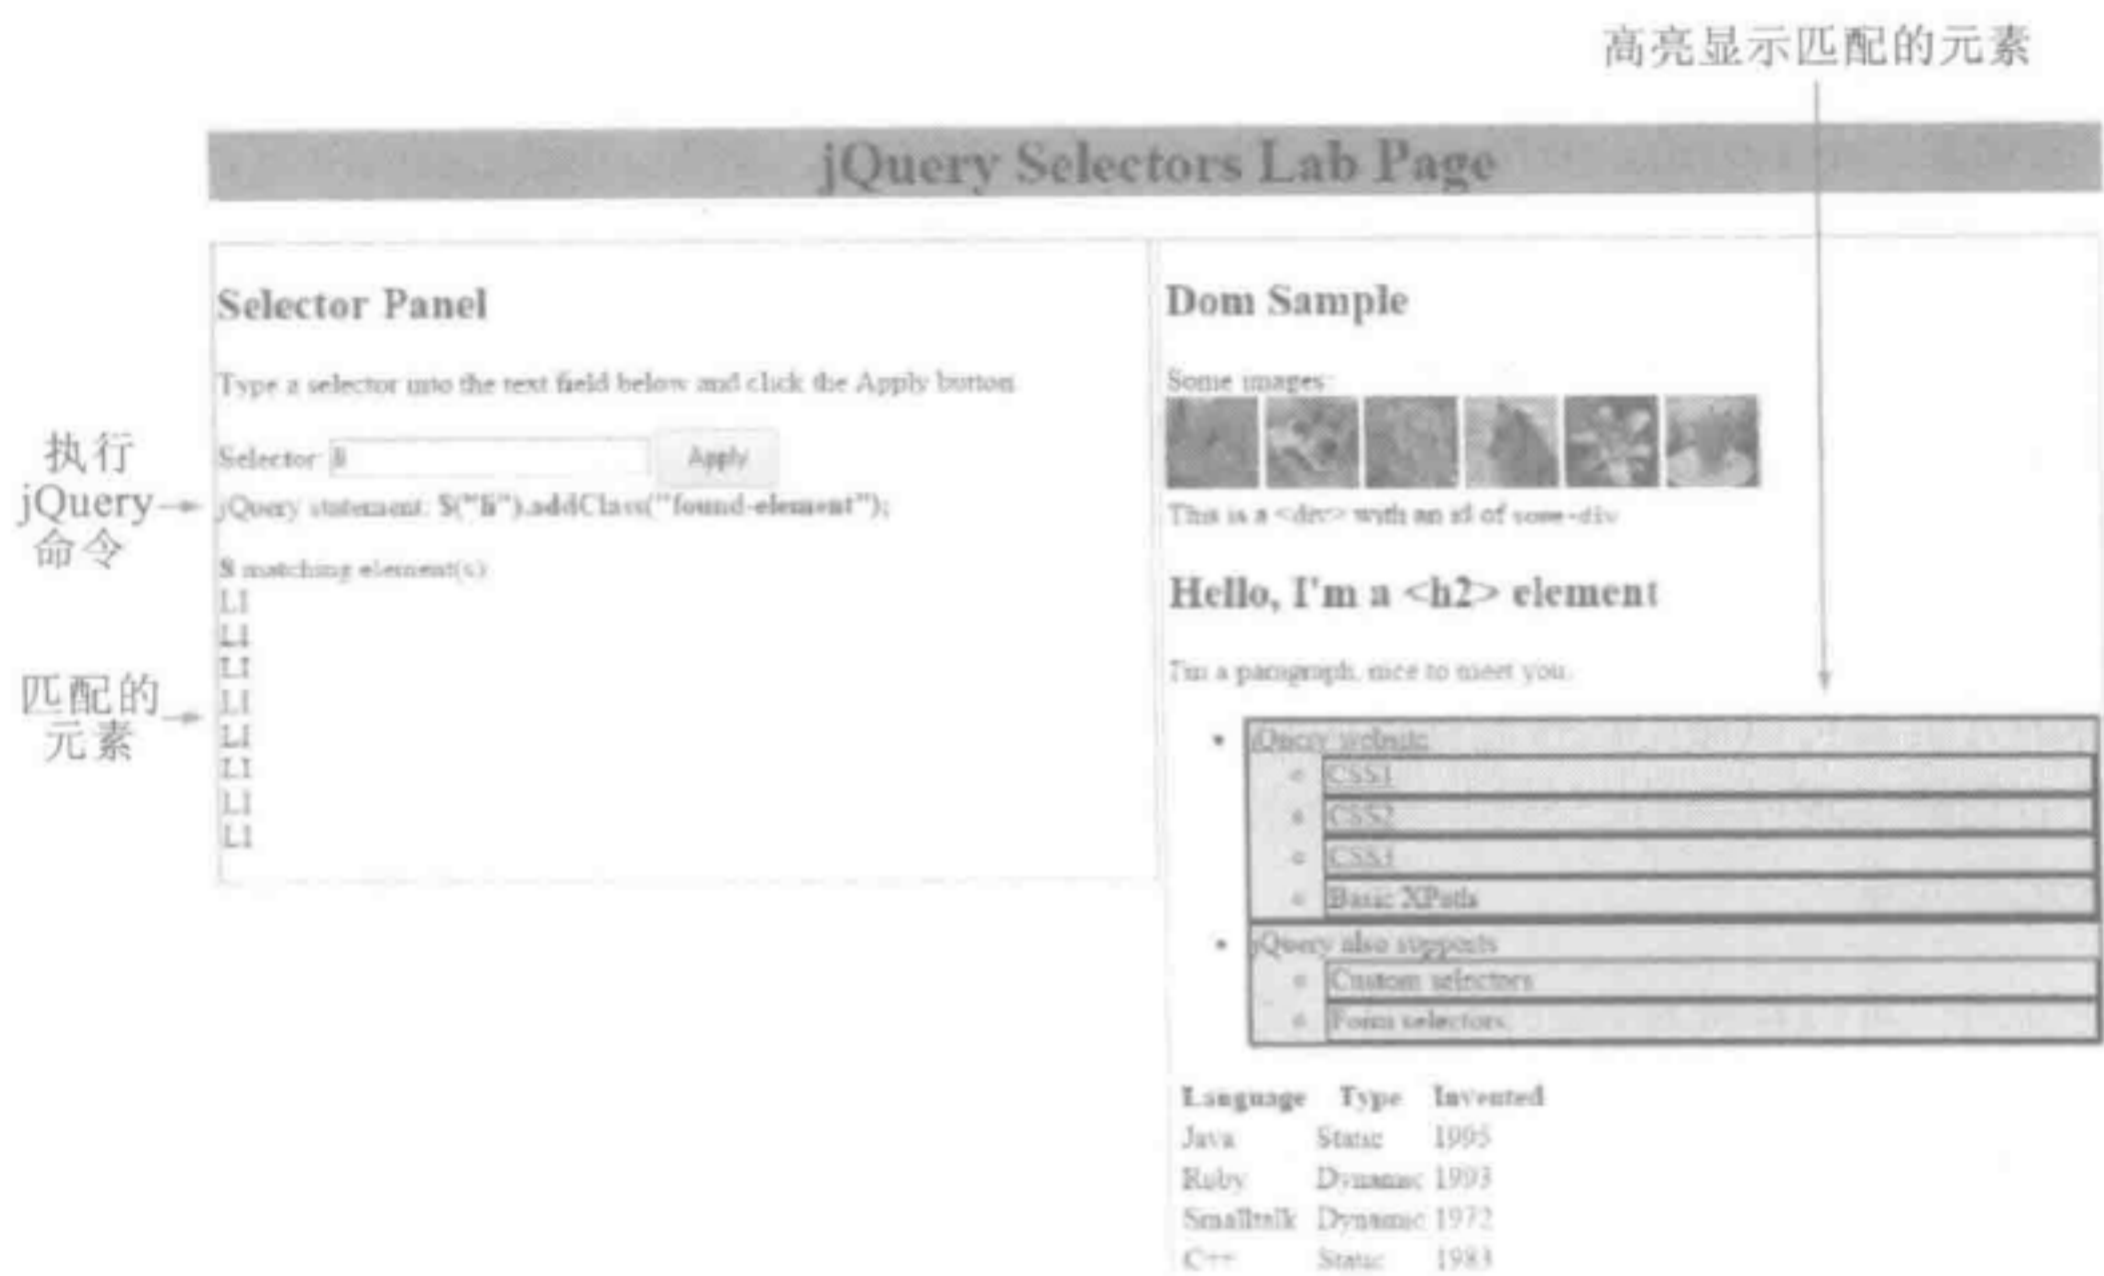 高亮显示匹配的元素
jQuery Selectors Lab Page
Selector Panel
Type a selector into the text field below and click the Apply button
执行
jQuery
命令
Selector: li
Apply
jQuery statement: $("li").addClass("found-element");
8 matching element(s)
匹配的
元素
LI
LI
LI
LI
LI
LI
LI
LI
Dom Sample
Some images:
This is a <div> with an id of some-div
Hello, I'm a <h2> element
I'm a paragraph, nice to meet you.
jQuery website
CSS1
CSS2
CSS3
Basic XPath
jQuery also supports
Custom selectors
Form selectors
Language Type Invented
Java Static 1995
Ruby Dynamic 1993
Smalltalk Dynamic 1972
C++ Static 1983